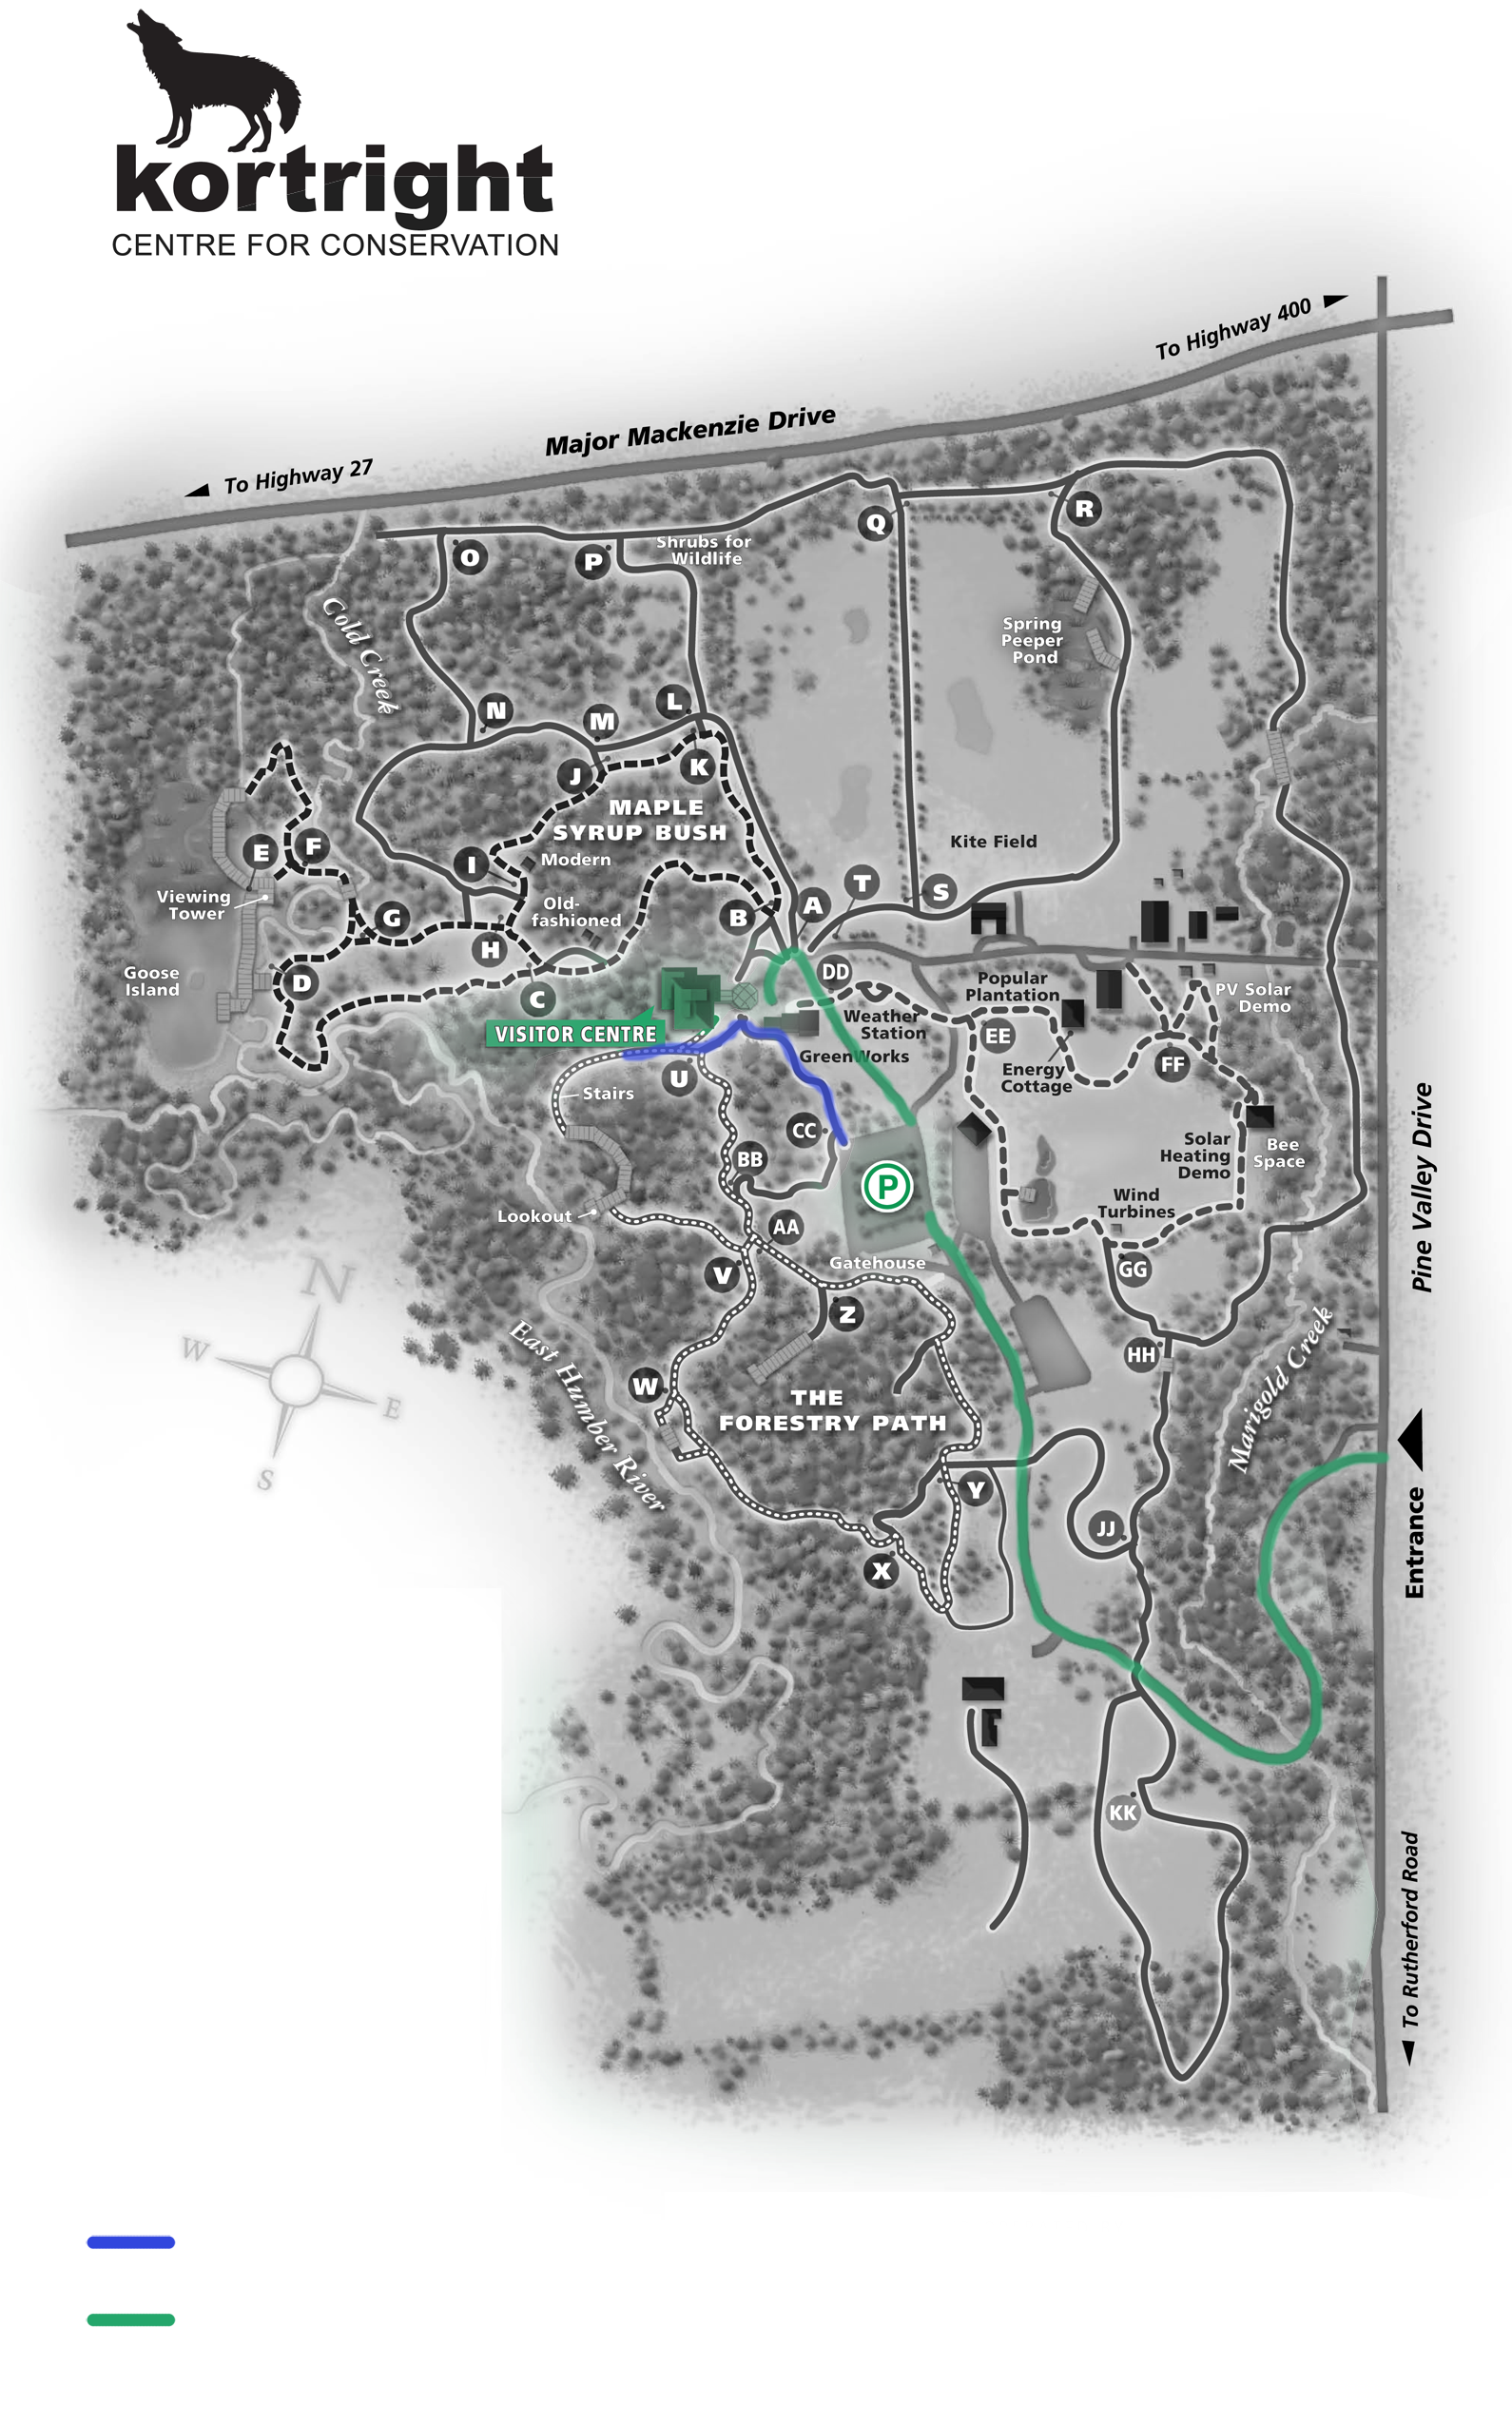 kortright
CENTRE FOR CONSERVATION
To Highway 400
Major Mackenzie Drive
To Highway 27
O
P
Shrubs for
Wildlife
Q
R
Cold Creek
Spring
Peeper
Pond
N
M
L
J
K
MAPLE
SYRUP BUSH
Kite Field
E
F
I
Modern
Viewing
Tower
G
Old-
fashioned
H
B
A
T
S
Goose
Island
D
C
DD
Popular
Plantation
PV Solar
Demo
VISITOR CENTRE
Weather
Station
GreenWorks
EE
Energy
Cottage
FF
U
Stairs
CC
BB
Solar
Heating
Demo
Bee
Space
P
Pine Valley Drive
Lookout
AA
Wind
Turbines
V
Gatehouse
GG
N
W
E
S
Z
East Humber River
HH
W
THE
FORESTRY PATH
Marigold Creek
Y
JJ
Entrance
X
KK
To Rutherford Road